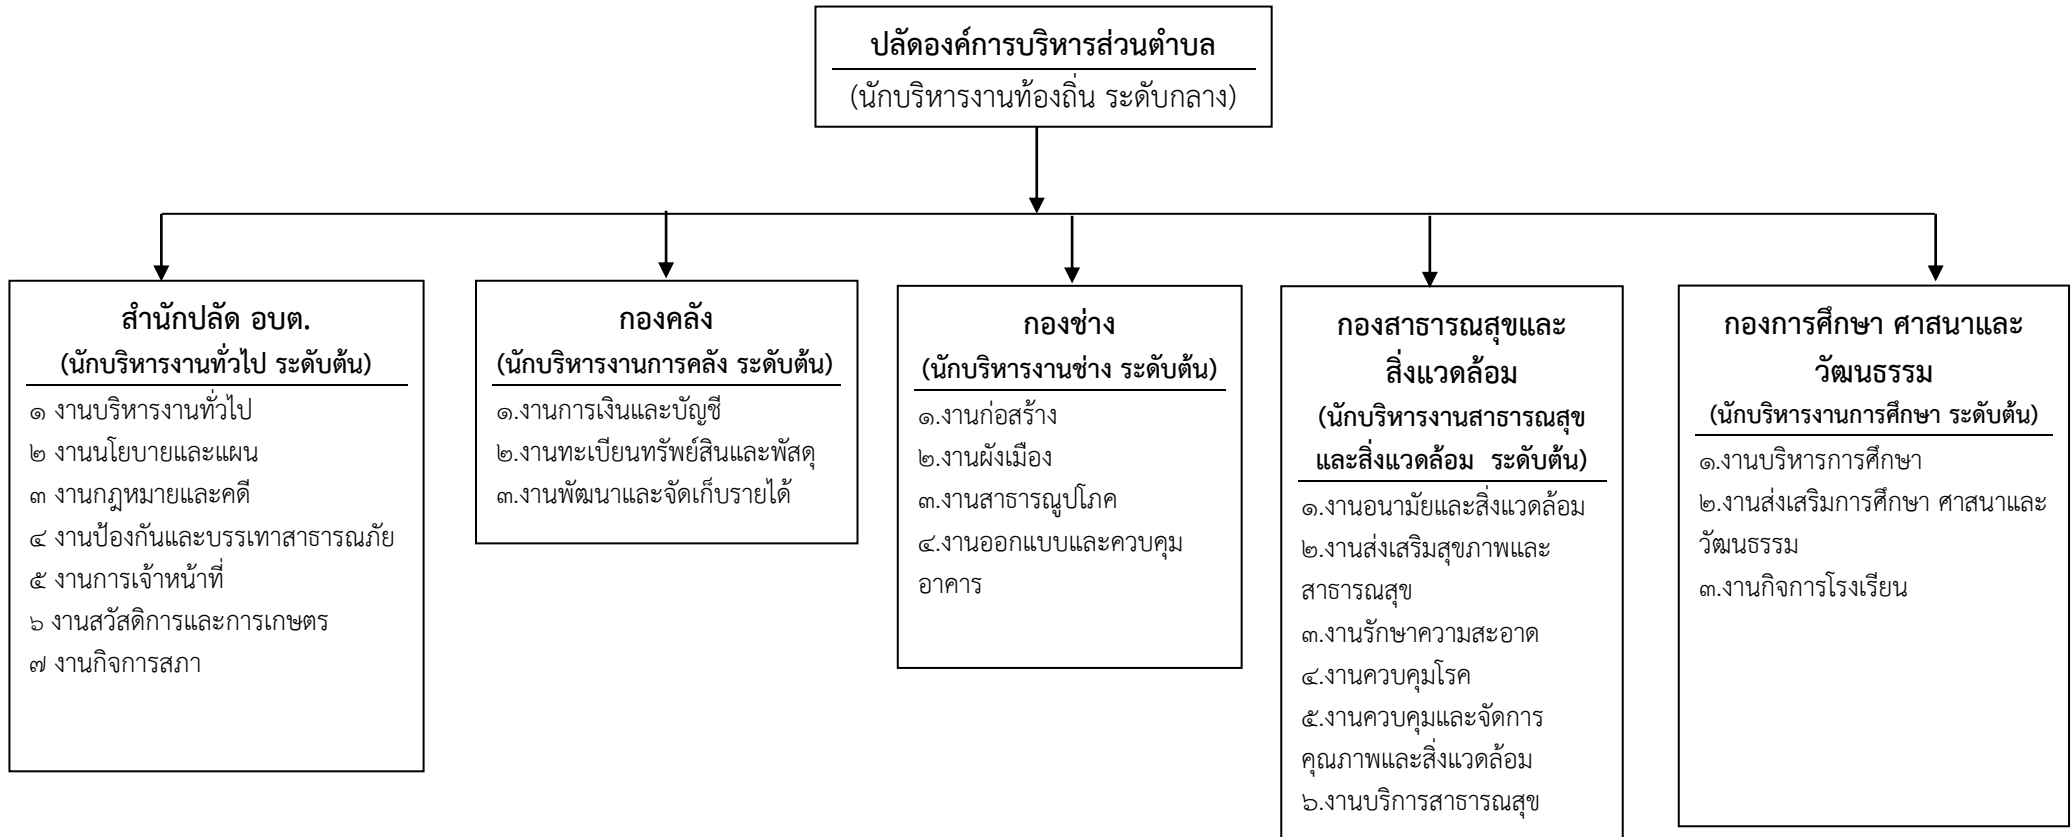 ปลัดองค์การบริหารส่วนตำบล
(นักบริหารงานท้องถิ่น ระดับกลาง)
สำนักปลัด อบต.
(นักบริหารงานทั่วไป ระดับต้น)
๑ งานบริหารงานทั่วไป
๒ งานนโยบายและแผน
๓ งานกฎหมายและคดี
๔ งานป้องกันและบรรเทาสาธารณภัย
๕ งานการเจ้าหน้าที่
๖ งานสวัสดิการและการเกษตร
๗ งานกิจการสภา
กองคลัง
(นักบริหารงานการคลัง ระดับต้น)
๑.งานการเงินและบัญชี
๒.งานทะเบียนทรัพย์สินและพัสดุ
๓.งานพัฒนาและจัดเก็บรายได้
กองช่าง
(นักบริหารงานช่าง ระดับต้น)
๑.งานก่อสร้าง
๒.งานผังเมือง
๓.งานสาธารณูปโภค
๔.งานออกแบบและควบคุม
อาคาร
กองสาธารณสุขและ
สิ่งแวดล้อม
(นักบริหารงานสาธารณสุข
และสิ่งแวดล้อม ระดับต้น)
๑.งานอนามัยและสิ่งแวดล้อม
๒.งานส่งเสริมสุขภาพและ
สาธารณสุข
๓.งานรักษาความสะอาด
๔.งานควบคุมโรค
๕.งานควบคุมและจัดการ
คุณภาพและสิ่งแวดล้อม
๖.งานบริการสาธารณสุข
กองการศึกษา ศาสนาและ
วัฒนธรรม
(นักบริหารงานการศึกษา ระดับต้น)
๑.งานบริหารการศึกษา
๒.งานส่งเสริมการศึกษา ศาสนาและ
วัฒนธรรม
๓.งานกิจการโรงเรียน